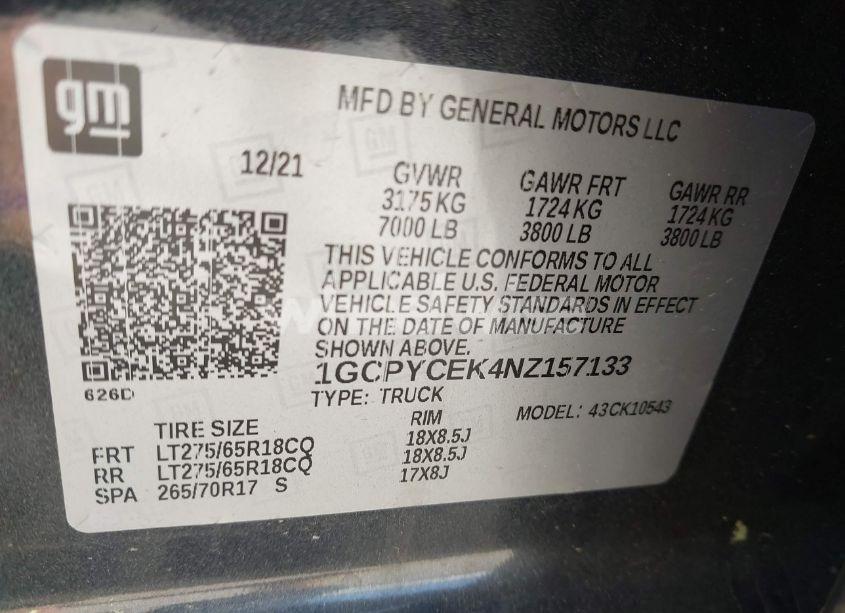 gm
MFD BY GENERAL MOTORS LLC
12/21
GVWR GAWR FRT GAWR RR
3175 KG 1724 KG 1724 KG
7000 LB 3800 LB 3800 LB
THIS VEHICLE CONFORMS TO ALL
APPLICABLE U.S. FEDERAL MOTOR
VEHICLE SAFETY STANDARDS IN EFFECT
ON THE DATE OF MANUFACTURE
SHOWN ABOVE.
1GCPYCEK4NZ157133
626D
TYPE: TRUCK MODEL: 43CK10543
TIRE SIZE RIM
FRT LT275/65R18CQ 18X8.5J
RR LT275/65R18CQ 18X8.5J
SPA 265/70R17 S 17X8J